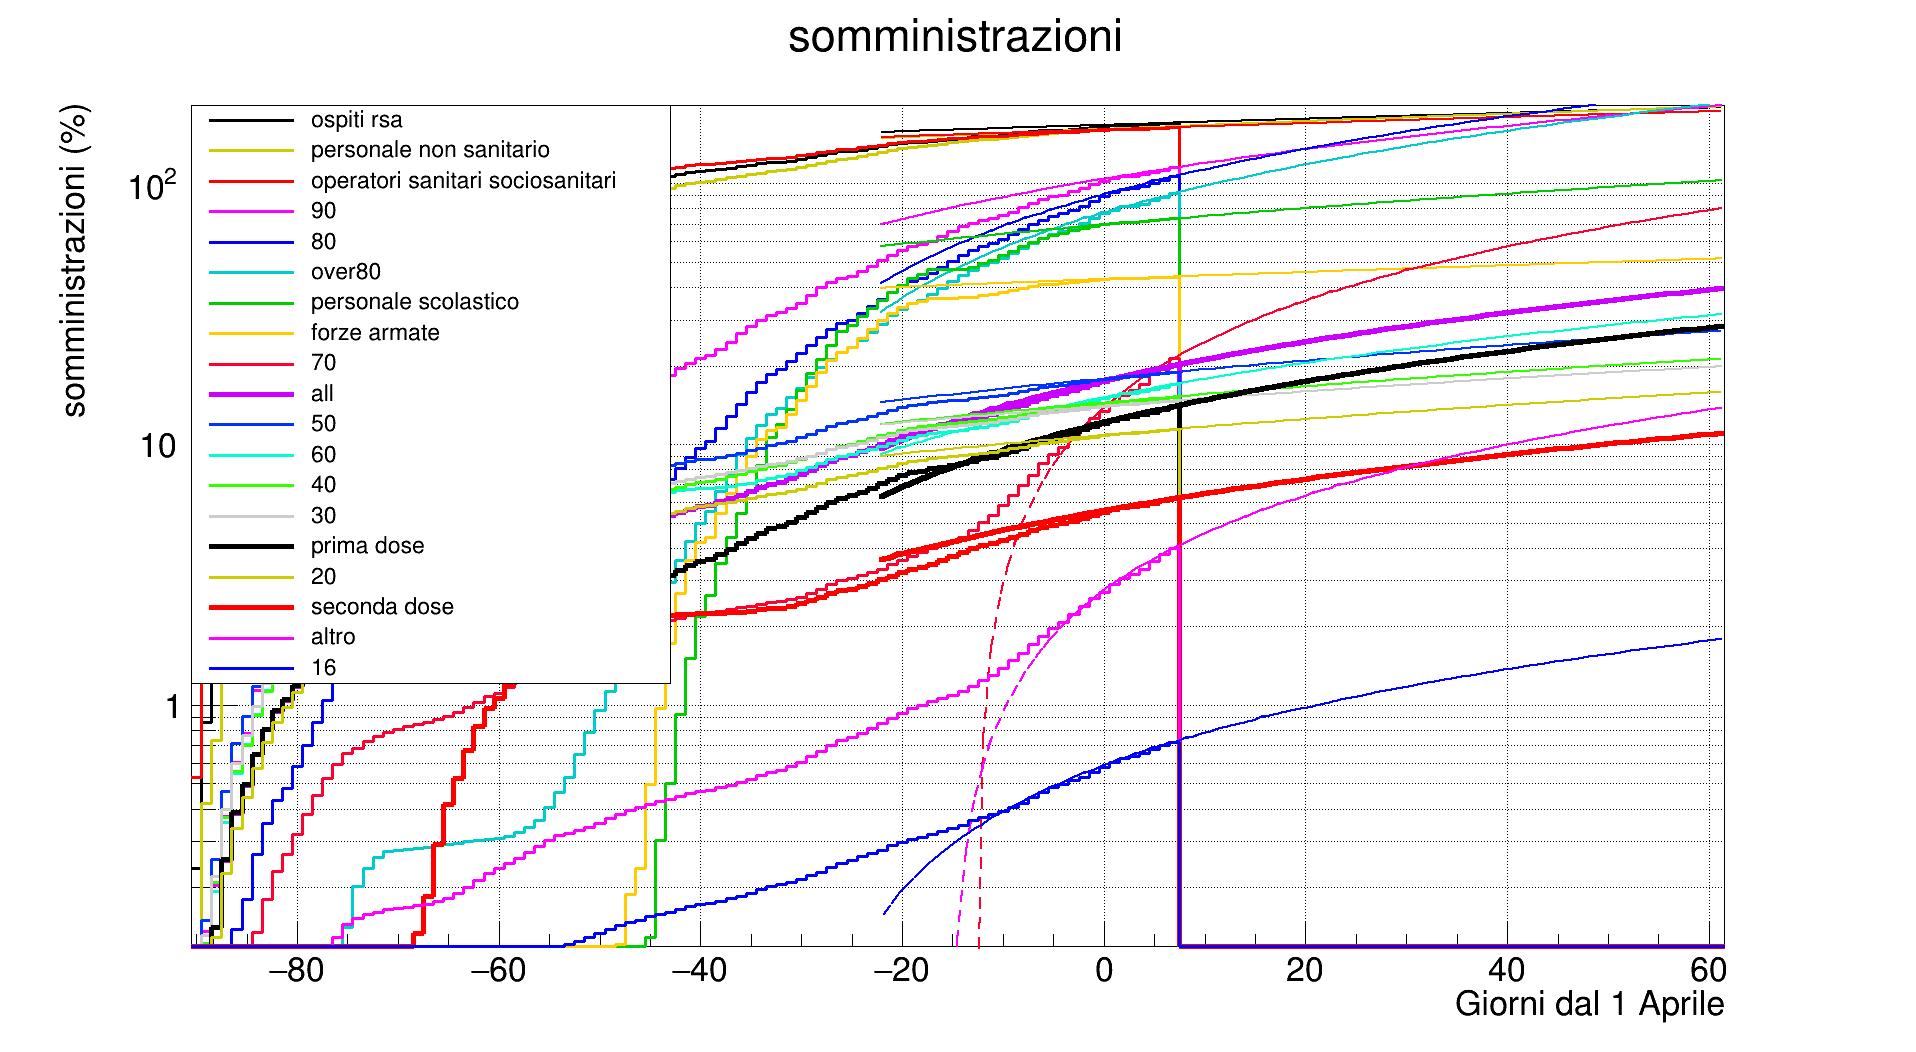 somministrazioni
somministrazioni (%)
ospiti rsa
personale non sanitario
operatori sanitari sociosanitari
90
80
over80
personale scolastico
forze armate
70
all
50
60
40
30
prima dose
20
seconda dose
altro
16
10²
10
1
−80 −60 −40 −20 0 20 40 60
Giorni dal 1 Aprile